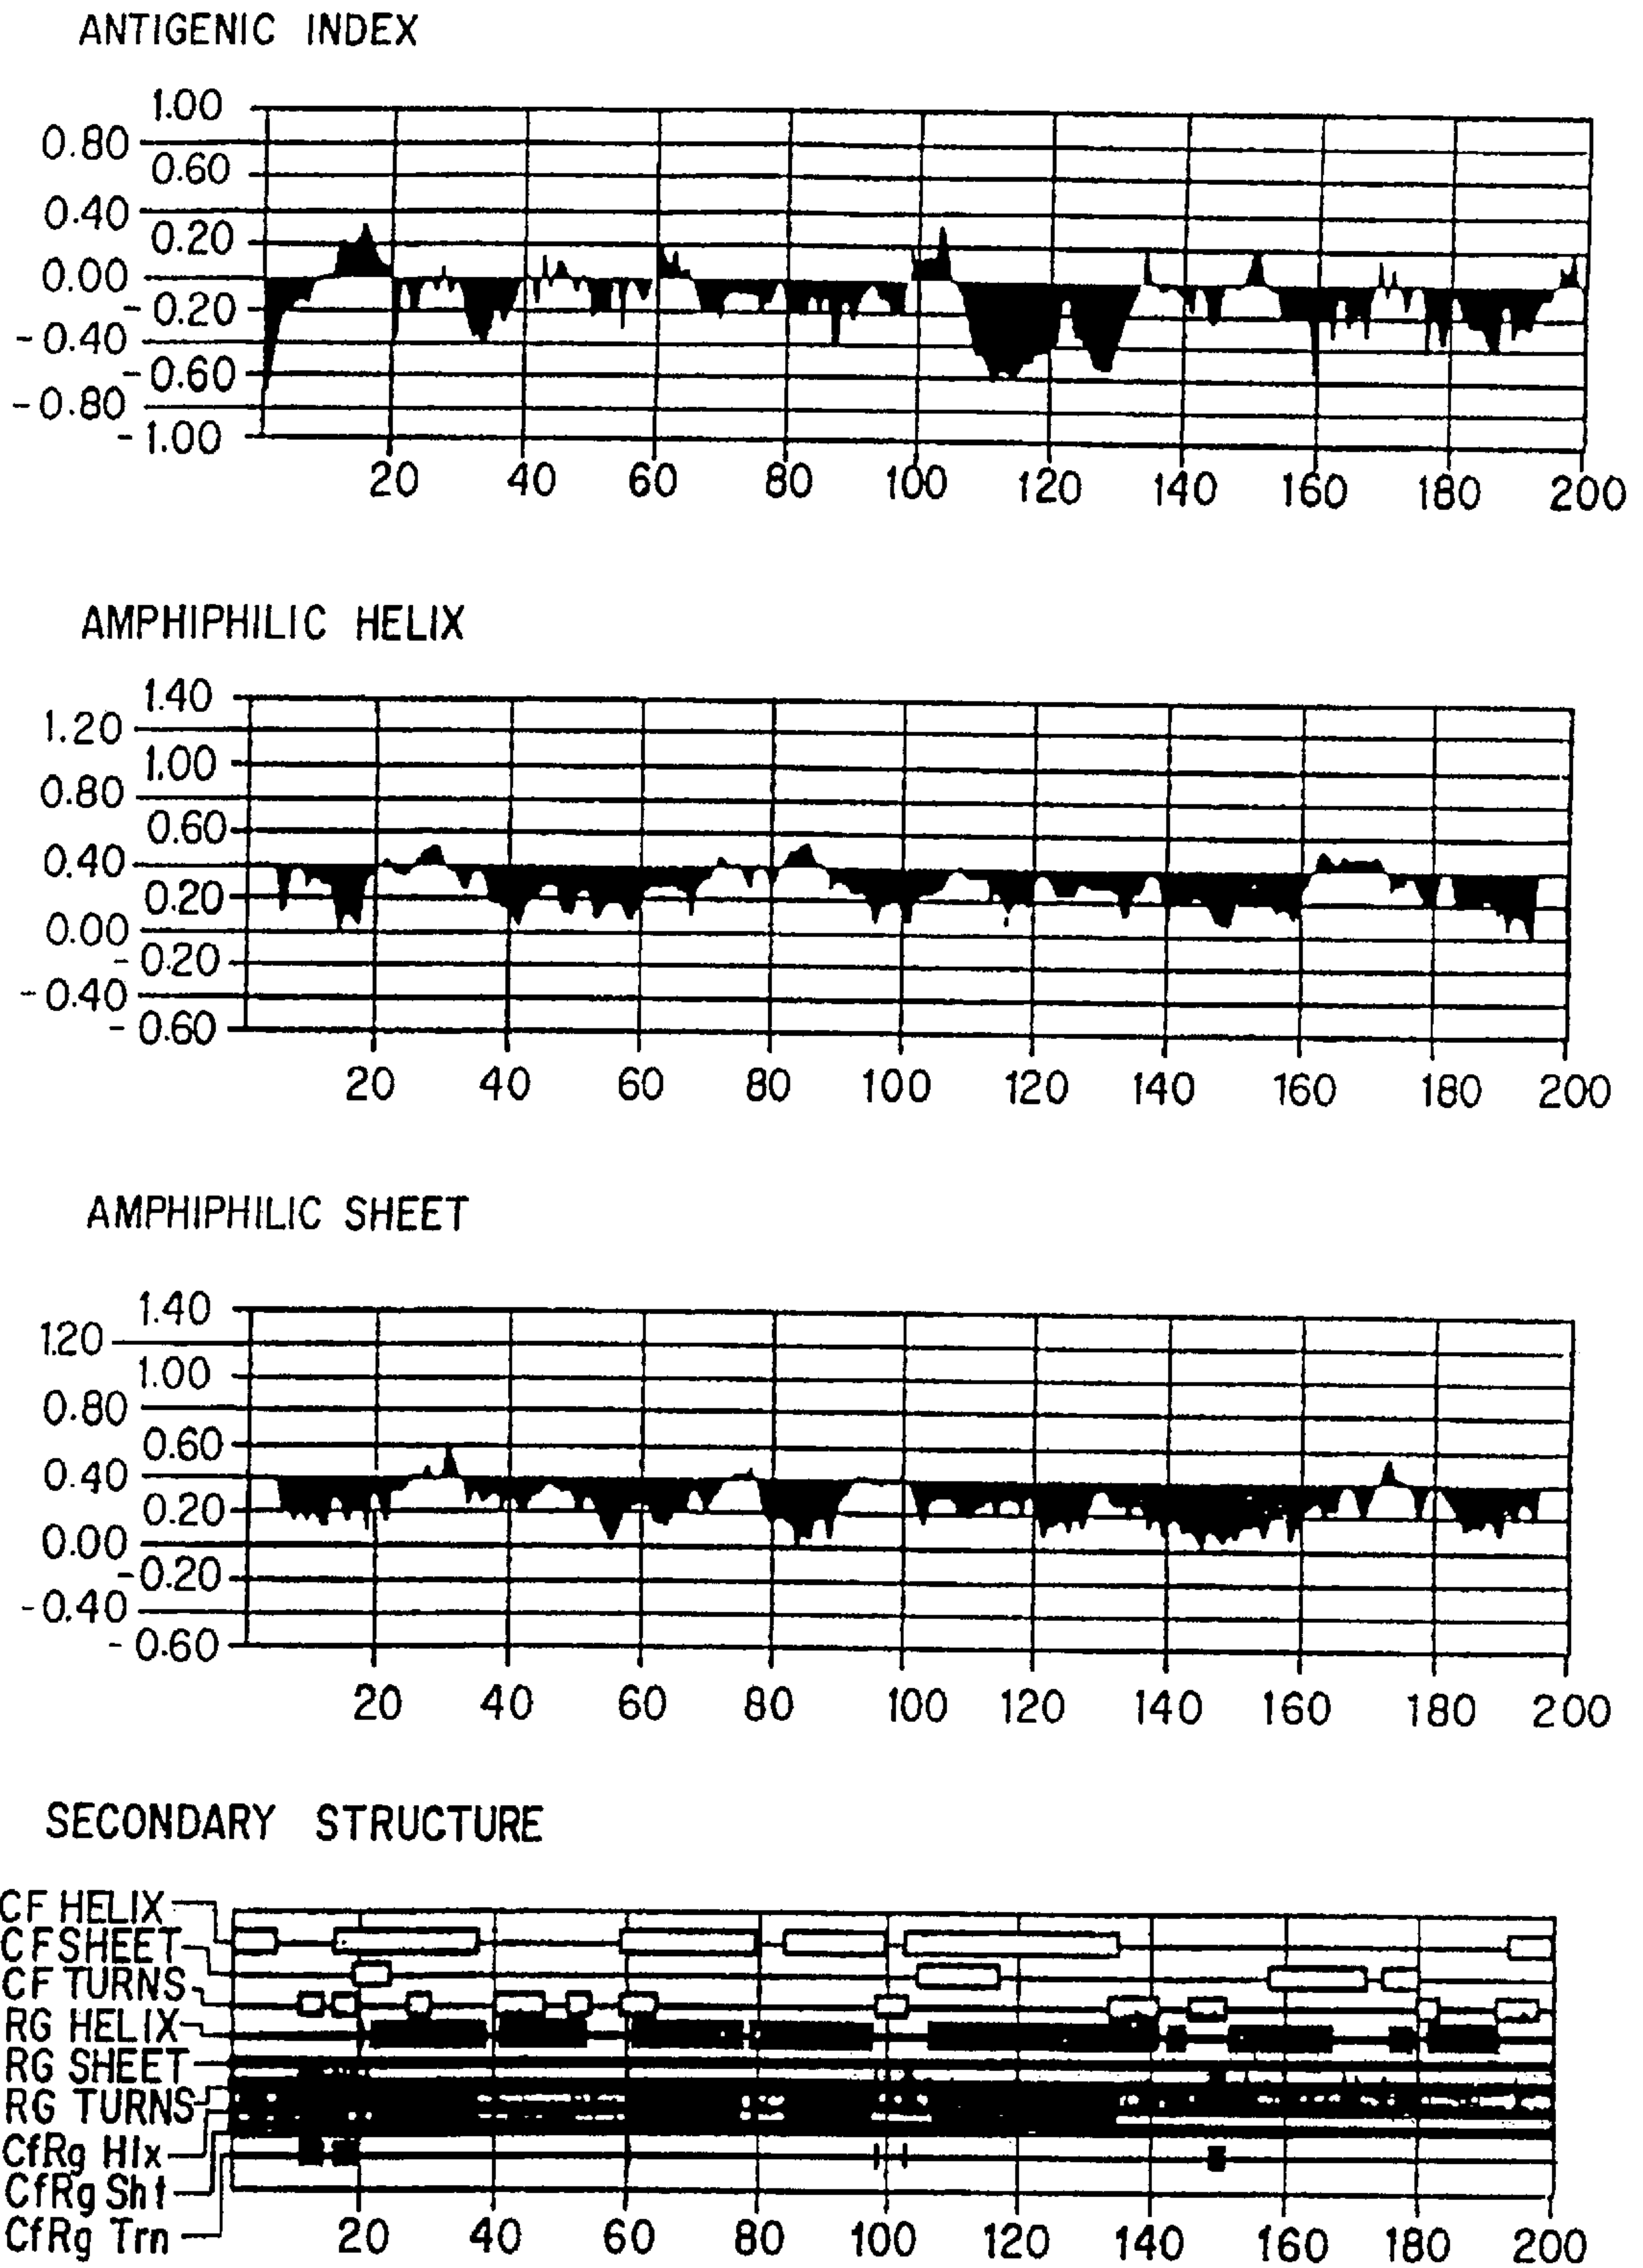 ANTIGENIC INDEX
1.00
0.80
0.60
0.40
0.20
0.00
-0.20
-0.40
-0.60
-0.80
-1.00
20 40 60 80 100 120 140 160 180 200
AMPHIPHILIC HELIX
1.40
1.20
1.00
0.80
0.60
0.40
0.20
0.00
-0.20
-0.40
-0.60
20 40 60 80 100 120 140 160 180 200
AMPHIPHILIC SHEET
1.40
120
1.00
0.80
0.60
0.40
0.20
0.00
-0.20
-0.40
-0.60
20 40 60 80 100 120 140 160 180 200
SECONDARY STRUCTURE
CF HELIX
CF SHEET
CF TURNS
RG HELIX
RG SHEET
RG TURNS
CfRg Hlx
CfRg Sht
CfRg Trn
20 40 60 80 100 120 140 160 180 200